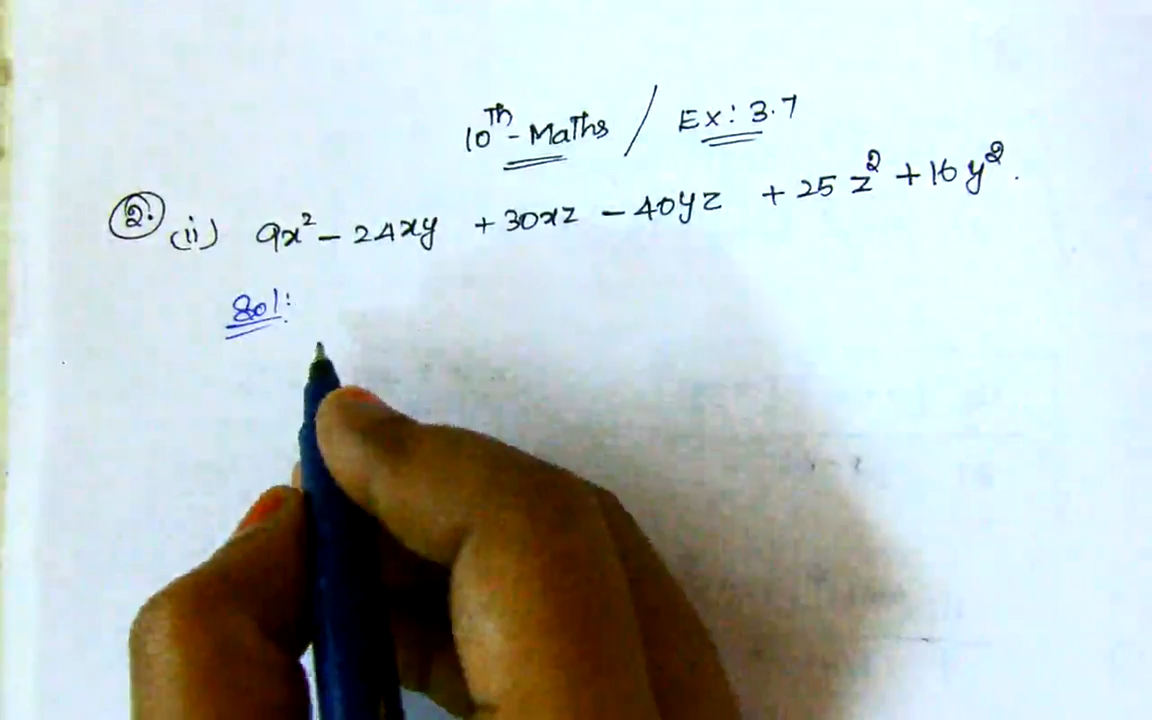 10Th - Maths / Ex: 3.7
2. (ii) 9x² - 24xy + 30xz - 40yz + 25z² + 16y².
Sol: